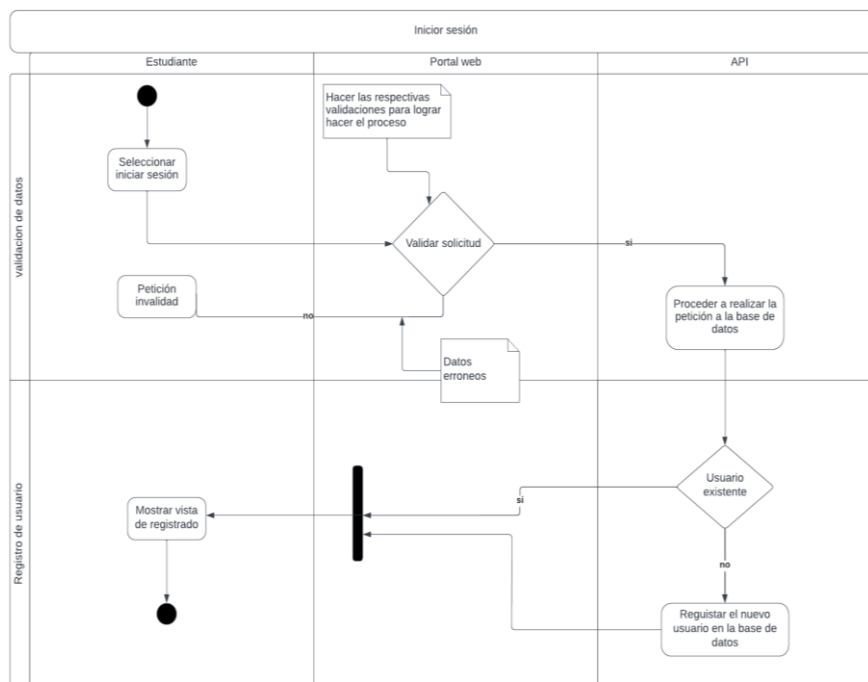 Inicior sesión
Estudiante
Portal web
API
validacion de datos
Hacer las respectivas
validaciones para lograr
hacer el proceso
Seleccionar
iniciar sesión
Validar solicitud
si
Petición
invalidad
no
Proceder a realizar la
petición a la base de
datos
Datos
erroneos
Registro de usuario
Usuario
existente
si
Mostrar vista
de registrado
no
Reguistar el nuevo
usuario en la base de
datos